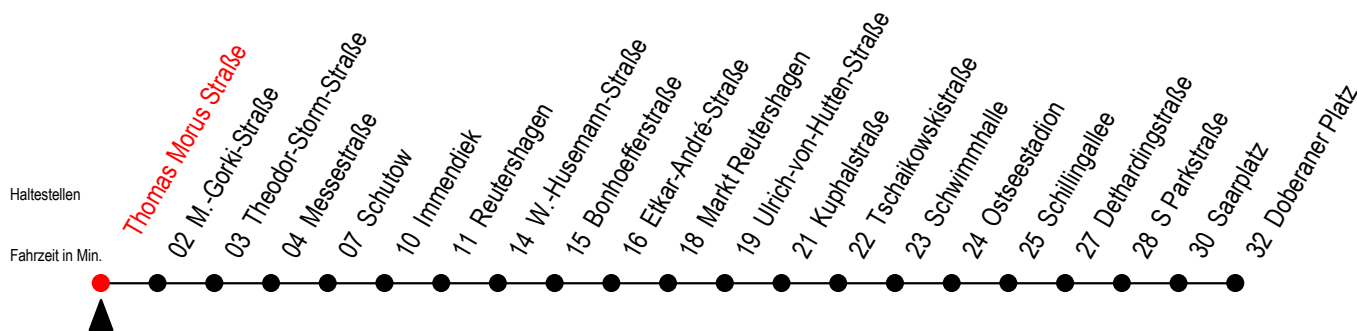 Haltestellen
Fahrzeit in Min.
Thomas Morus Straße
02 M.-Gorki-Straße
03 Theodor-Storm-Straße
04 Messestraße
07 Schutow
10 Immendiek
11 Reutershagen
14 W.-Husemann-Straße
15 Bonhoefferstraße
16 Etkar-André-Straße
18 Markt Reutershagen
19 Ulrich-von-Hutten-Straße
21 Kuphalstraße
22 Tschaikowskistraße
23 Schwimmhalle
24 Ostseestadion
25 Schillingallee
27 Dethardingstraße
28 S Parkstraße
30 Saarplatz
32 Doberaner Platz